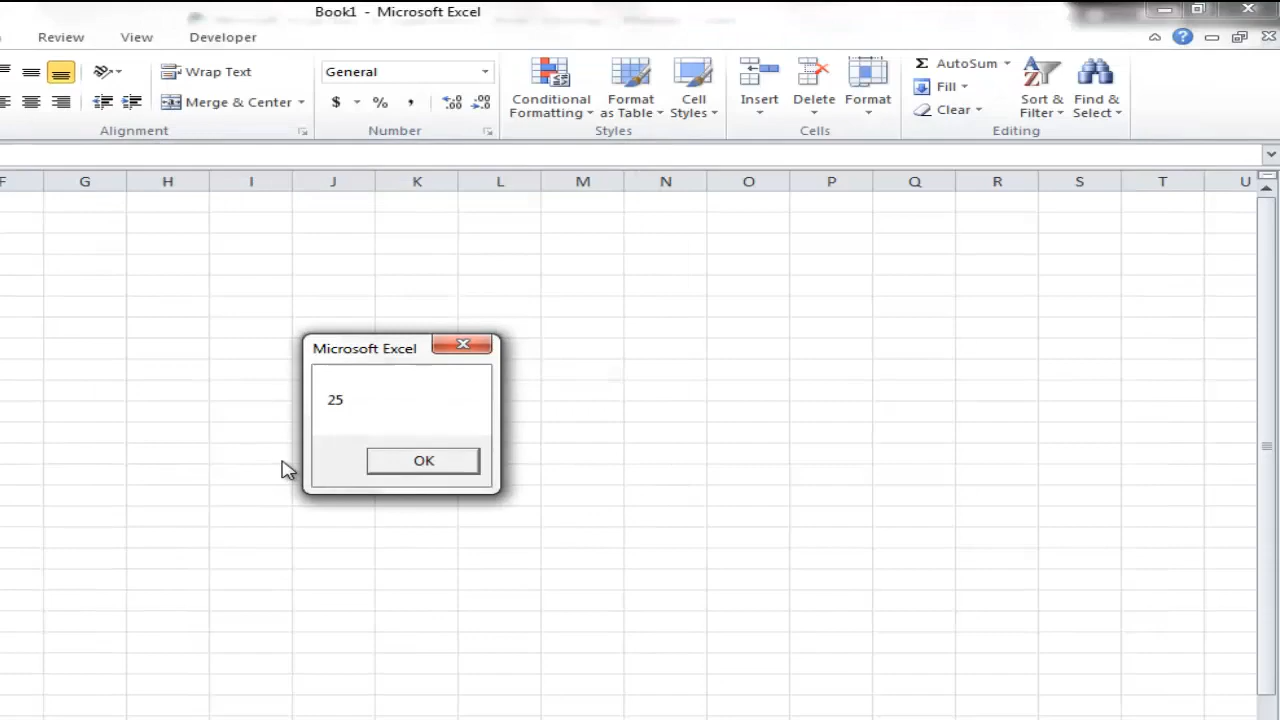 Book1 - Microsoft Excel
Review View Developer
Wrap Text General AutoSum
Fill
Merge & Center $ % , Conditional Formatting Format as Table Cell Styles Insert Delete Format Clear Sort & Filter Find & Select
Alignment Number Styles Cells Editing
F G H I J K L M N O P Q R S T U
Microsoft Excel
25
OK